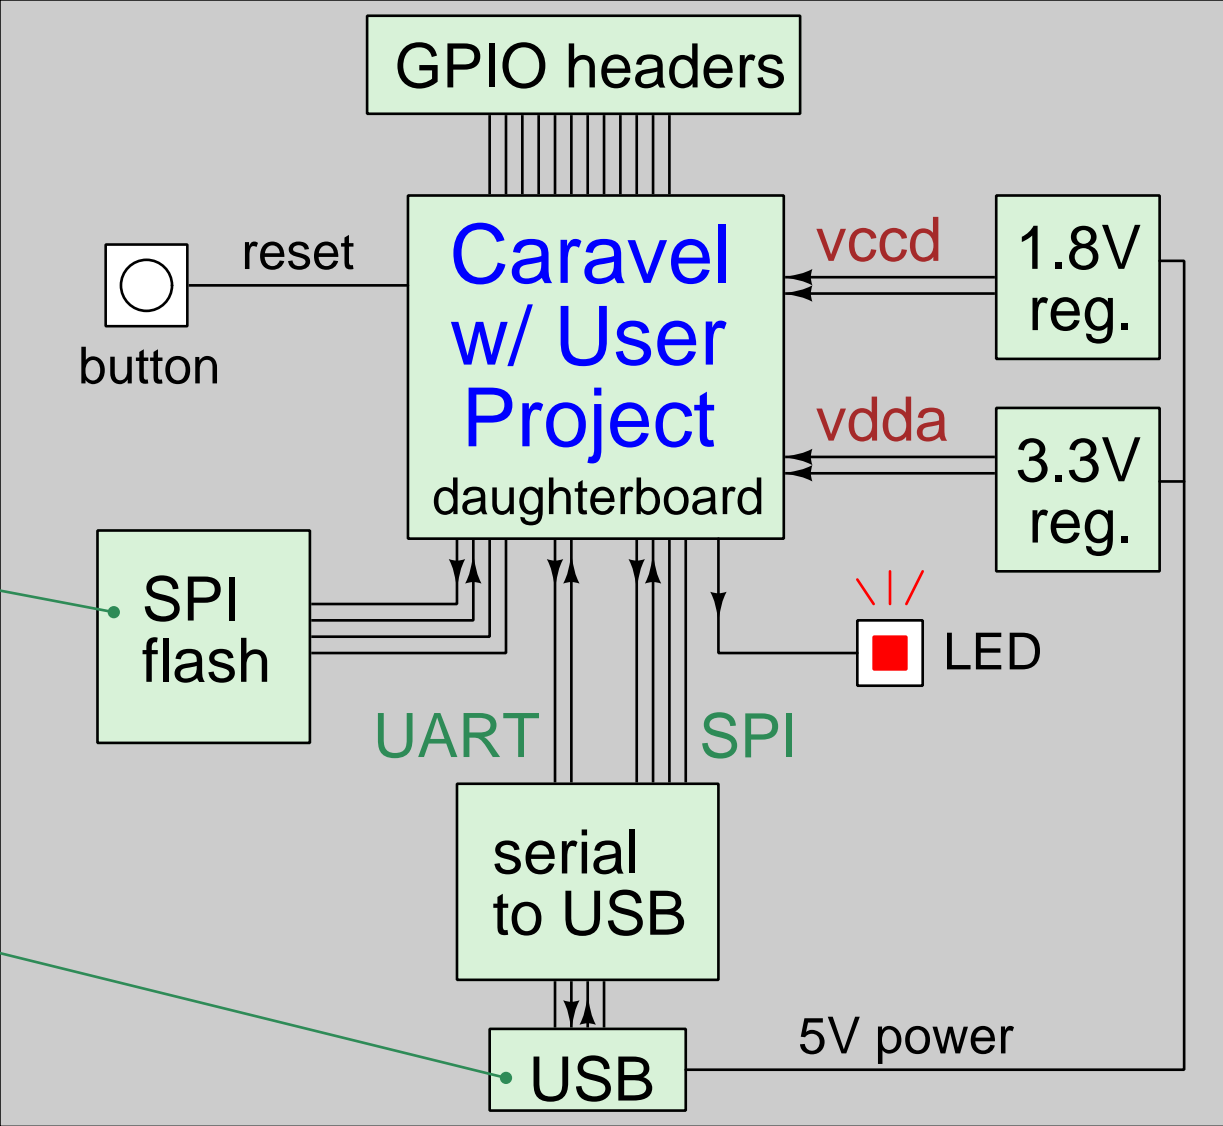 GPIO headers
reset
button
Caravel
w/ User
Project
daughterboard
vccd
1.8V
reg.
vdda
3.3V
reg.
SPI
flash
LED
UART
SPI
serial
to USB
5V power
USB